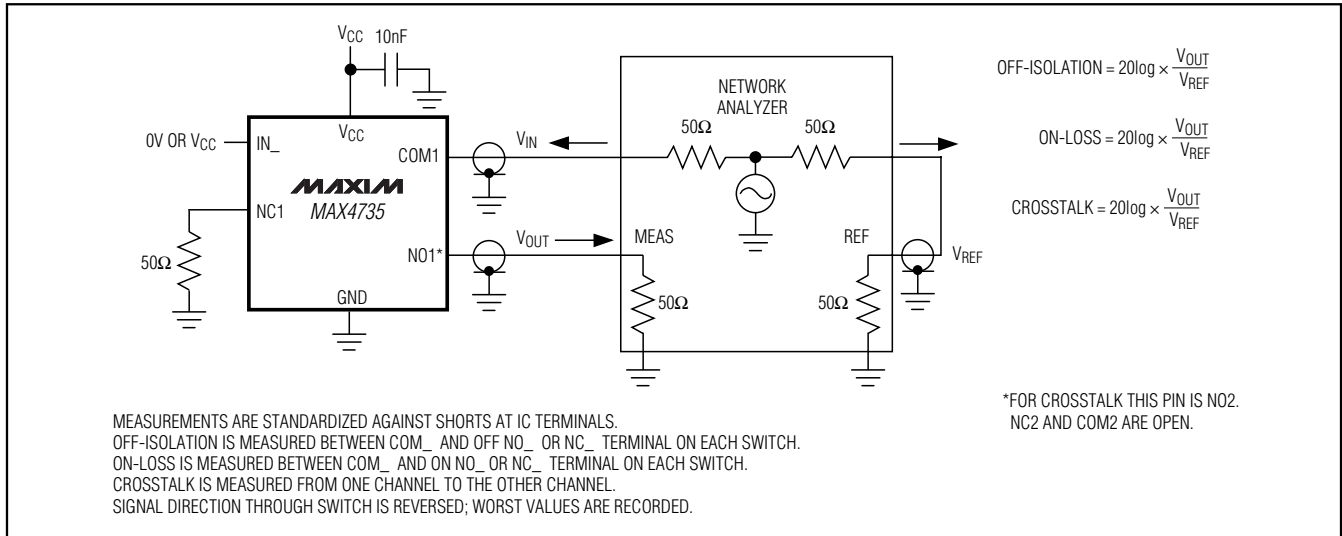 VCC 10nF
0V OR VCC
IN_
VCC
COM1
MAXIM
MAX4735
NC1
50Ω
NO1*
GND
VIN
VOUT
NETWORK
ANALYZER
50Ω 50Ω
MEAS REF
50Ω 50Ω
VREF
OFF-ISOLATION = 20log × VOUT
VREF
ON-LOSS = 20log × VOUT
VREF
CROSSTALK = 20log × VOUT
VREF
MEASUREMENTS ARE STANDARDIZED AGAINST SHORTS AT IC TERMINALS.
OFF-ISOLATION IS MEASURED BETWEEN COM_ AND OFF NO_ OR NC_ TERMINAL ON EACH SWITCH.
ON-LOSS IS MEASURED BETWEEN COM_ AND ON NO_ OR NC_ TERMINAL ON EACH SWITCH.
CROSSTALK IS MEASURED FROM ONE CHANNEL TO THE OTHER CHANNEL.
SIGNAL DIRECTION THROUGH SWITCH IS REVERSED; WORST VALUES ARE RECORDED.
*FOR CROSSTALK THIS PIN IS NO2.
NC2 AND COM2 ARE OPEN.